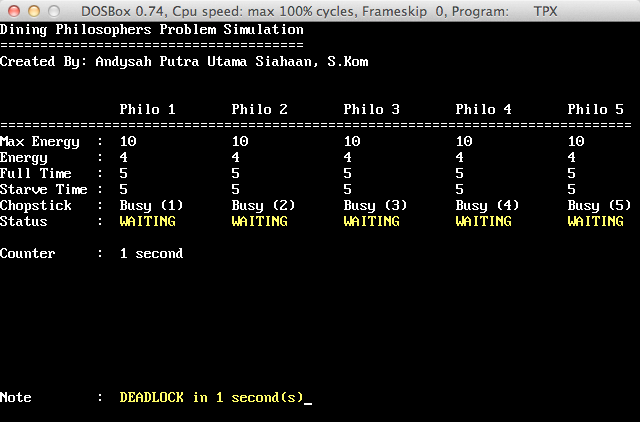 DOSBox 0.74, Cpu speed: max 100% cycles, Frameskip 0, Program: TPX
Dining Philosophers Problem Simulation
======================================
Created By: Andysah Putra Utama Siahaan, S.Kom
Philo 1 Philo 2 Philo 3 Philo 4 Philo 5
===============================================================================
Max Energy : 10 10 10 10 10
Energy : 4 4 4 4 4
Full Time : 5 5 5 5 5
Starve Time : 5 5 5 5 5
Chopstick : Busy (1) Busy (2) Busy (3) Busy (4) Busy (5)
Status : WAITING WAITING WAITING WAITING WAITING
Counter : 1 second
Note : DEADLOCK in 1 second(s)_